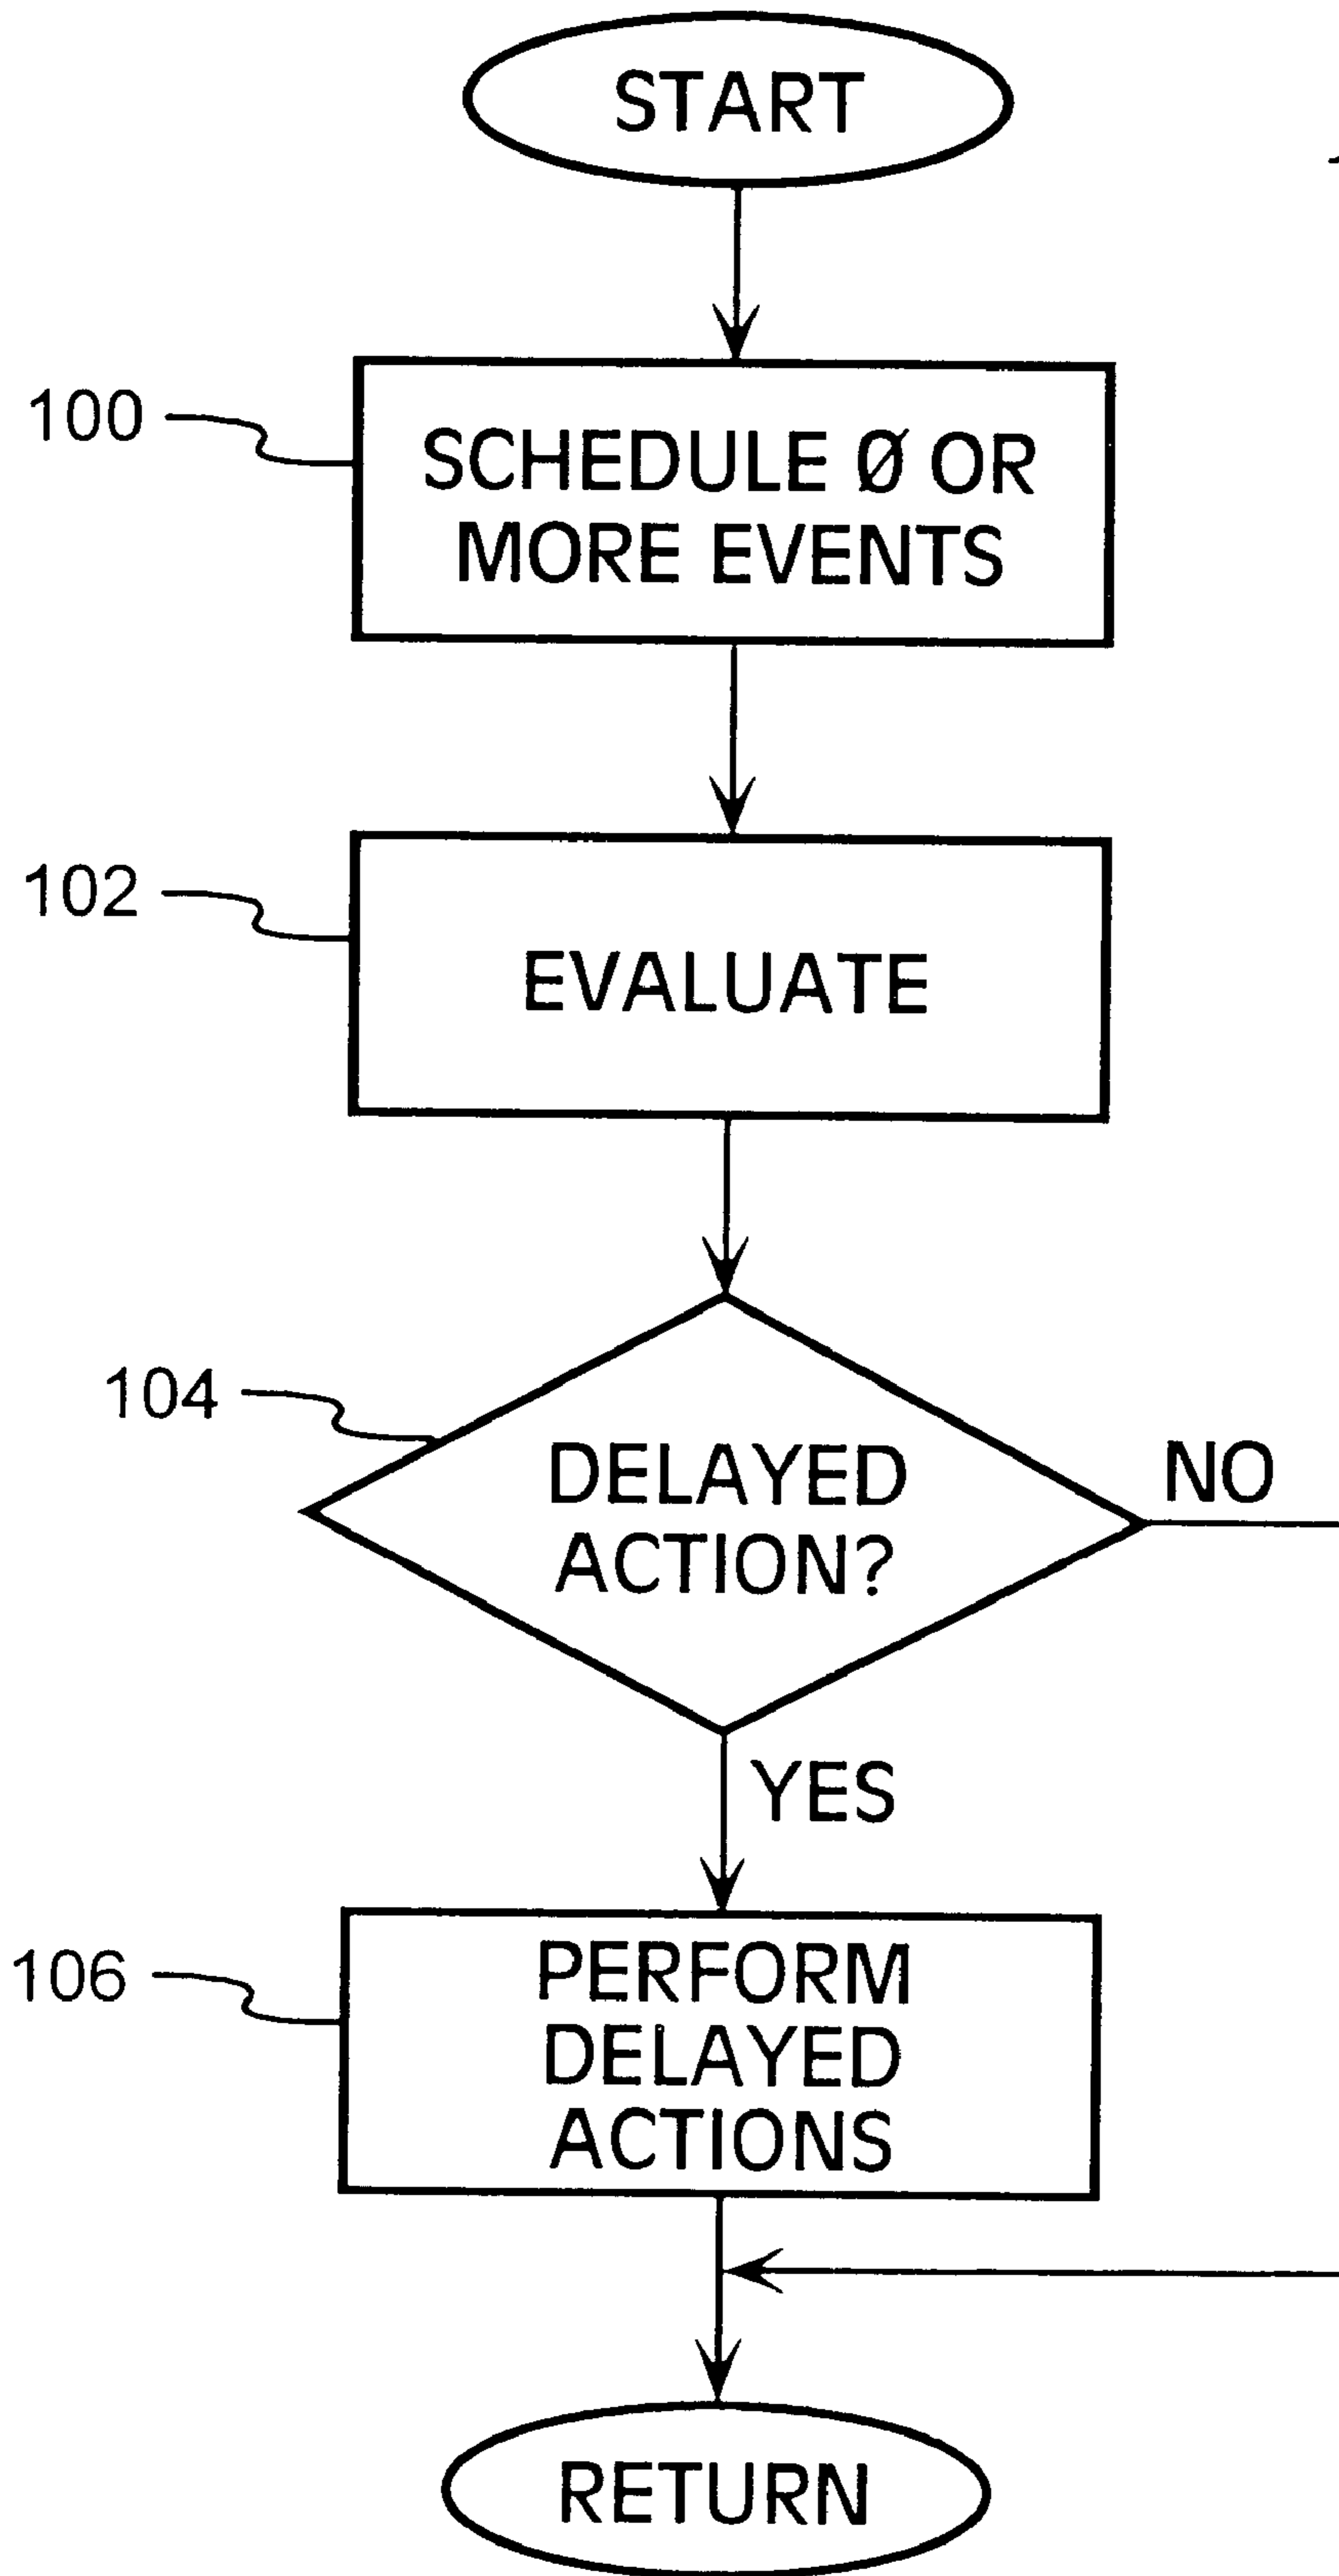 START
100
SCHEDULE Ø OR
MORE EVENTS
102
EVALUATE
104
DELAYED
ACTION?
NO
YES
106
PERFORM
DELAYED
ACTIONS
RETURN